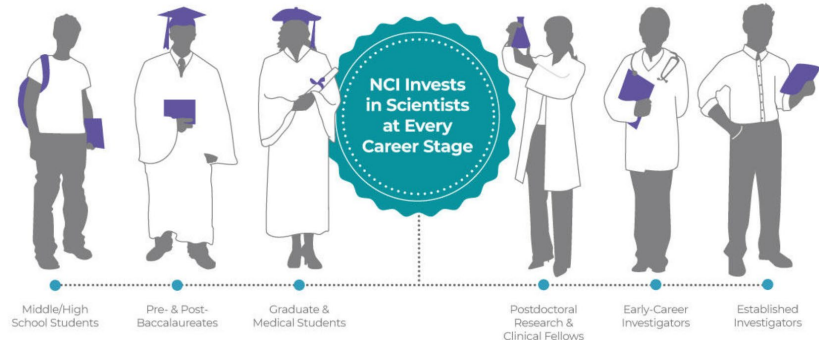 NCI Invests
in Scientists
at Every
Career Stage
Middle/High
School Students
Pre- & Post-
Baccalaureates
Graduate &
Medical Students
Postdoctoral
Research &
Clinical Fellows
Early-Career
Investigators
Established
Investigators